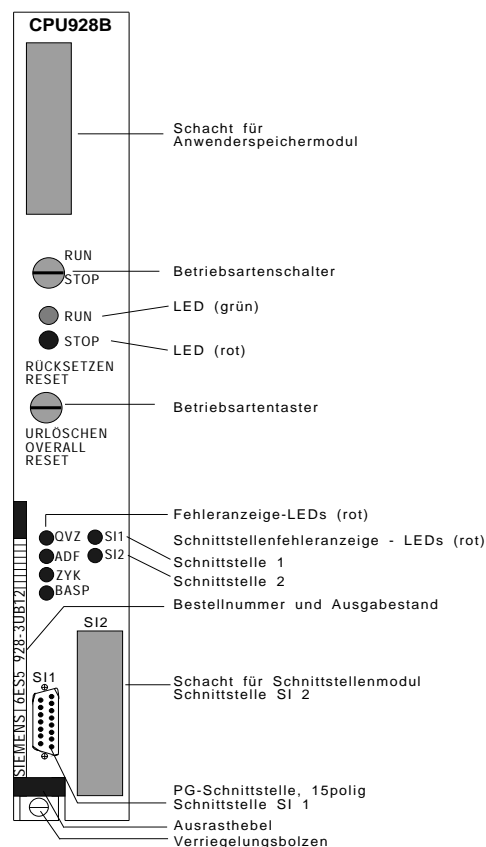 CPU928B
Schacht für
Anwenderspeichermodul
RUN
STOP
Betriebsartenschalter
RUN
LED (grün)
STOP
LED (rot)
RÜCKSETZEN
RESET
Betriebsartentaster
URLÖSCHEN
OVERALL
RESET
Fehleranzeige-LEDs (rot)
QVZ
SI1
Schnittstellenfehleranzeige - LEDs (rot)
ADF
SI2
Schnittstelle 1
ZYK
Schnittstelle 2
BASP
Bestellnummer und Ausgabestand
SIEMENS 6ES5 928-3UB12
SI2
SI1
Schacht für Schnittstellenmodul
Schnittstelle SI 2
PG-Schnittstelle, 15polig
Schnittstelle SI 1
Ausrasthebel
Verriegelungsbolzen